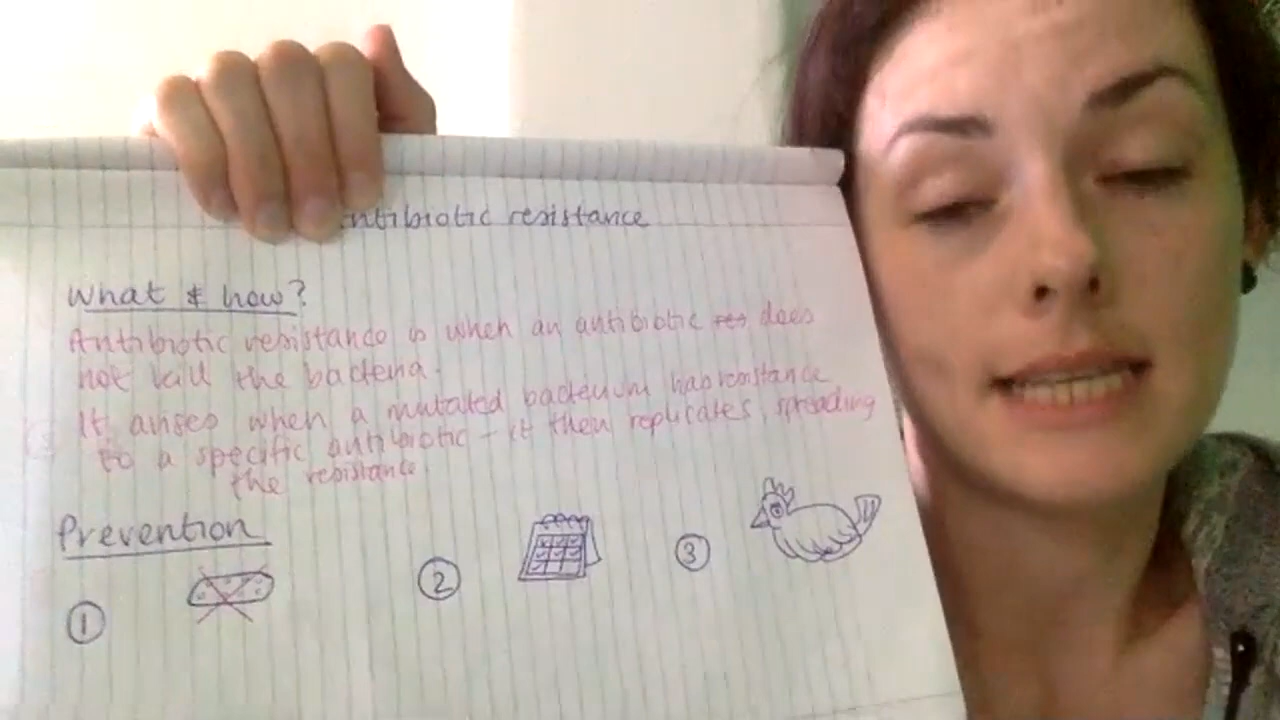 ntibiotic resistance
What & how?
Antibiotic resistance is when an antibiotic does
not kill the bacteria.
It arises when a mutated bacterium has resistance
to a specific antibiotic - it then replicates, spreading
the resistance
Prevention
1
2
3